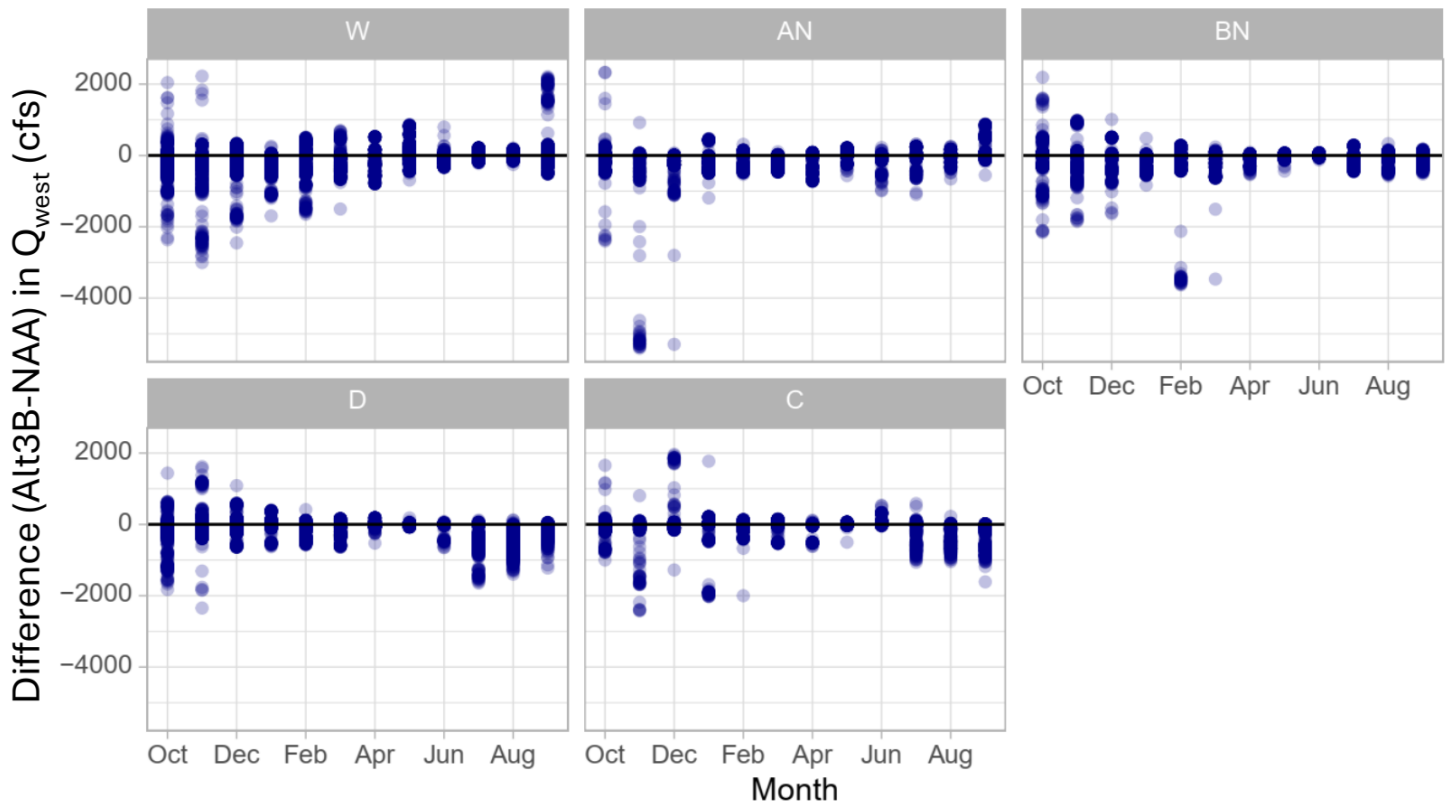 W
AN
BN
2000
0
−2000
−4000
Oct Dec Feb Apr Jun Aug
D
C
2000
0
−2000
−4000
Oct Dec Feb Apr Jun Aug
Oct Dec Feb Apr Jun Aug
Month
Difference (Alt3B-NAA) in Qwest (cfs)